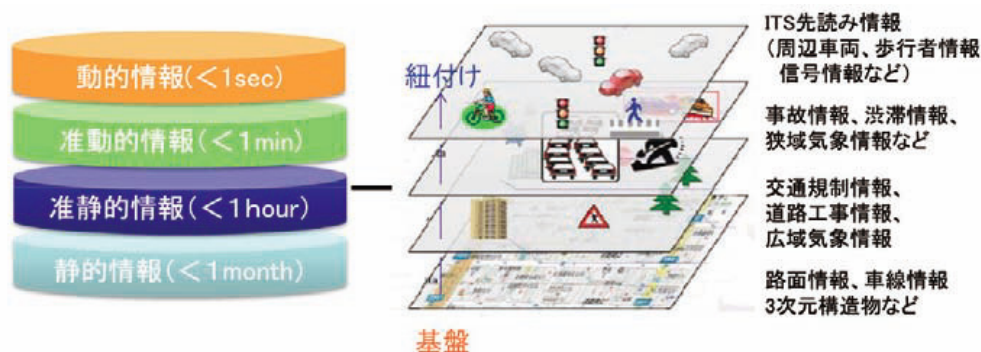 動的情報(<1sec)
准動的情報(<1min)
准静的情報(<1hour)
静的情報(<1month)
紐付け
基盤
ITS先読み情報
(周辺車両、歩行者情報
信号情報など)
事故情報、渋滞情報、
狭域気象情報など
交通規制情報、
道路工事情報、
広域気象情報
路面情報、車線情報
3次元構造物など